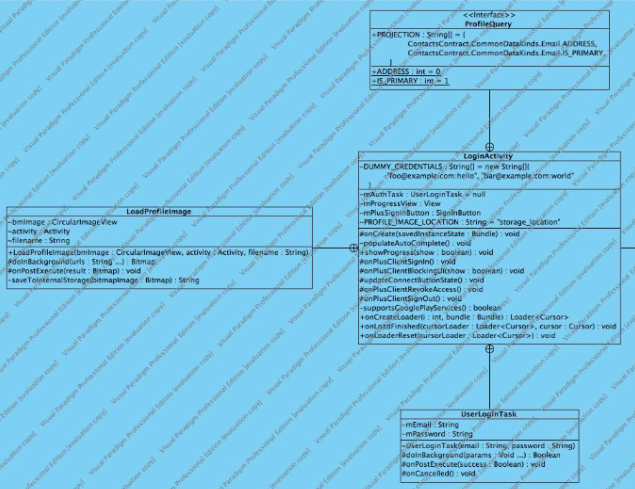 <<Interface>>
ProfileQuery
+PROJECTION : String[] = {
ContactsContract.CommonDataKinds.Email.ADDRESS,
ContactsContract.CommonDataKinds.Email.IS_PRIMARY,
}
+ADDRESS : int = 0
+IS_PRIMARY : int = 1
LoginActivity
-DUMMY_CREDENTIALS : String[] = new String[]{
"foo@example.com:hello", "bar@example.com:world"
}
-mAuthTask : UserLoginTask = null
-mProgressView : View
-mPlusSignInButton : SignInButton
-PROFILE_IMAGE_LOCATION : String = "storage_location"
#onCreate(savedInstanceState : Bundle) : void
-populateAutoComplete() : void
+showProgress(show : boolean) : void
#onPlusClientSignIn() : void
#onPlusClientBlockingUI(show : boolean) : void
#updateConnectButtonState() : void
#onPlusClientRevokeAccess() : void
#onPlusClientSignOut() : void
-supportsGooglePlayServices() : boolean
+onCreateLoader(i : int, bundle : Bundle) : Loader<Cursor>
+onLoadFinished(cursorLoader : Loader<Cursor>, cursor : Cursor) : void
+onLoaderReset(cursorLoader : Loader<Cursor>) : void
LoadProfileImage
~bmImage : CircularImageView
~activity : Activity
~filename : String
+LoadProfileImage(bmImage : CircularImageView, activity : Activity, filename : String)
#doInBackground(urls : String ...) : Bitmap
#onPostExecute(result : Bitmap) : void
-saveToInternalStorage(bitmapImage : Bitmap) : String
UserLoginTask
-mEmail : String
-mPassword : String
~UserLoginTask(email : String, password : String)
#doInBackground(params : Void ...) : Boolean
#onPostExecute(success : Boolean) : void
#onCancelled() : void
Visual Paradigm Professional Edition [evaluation copy]